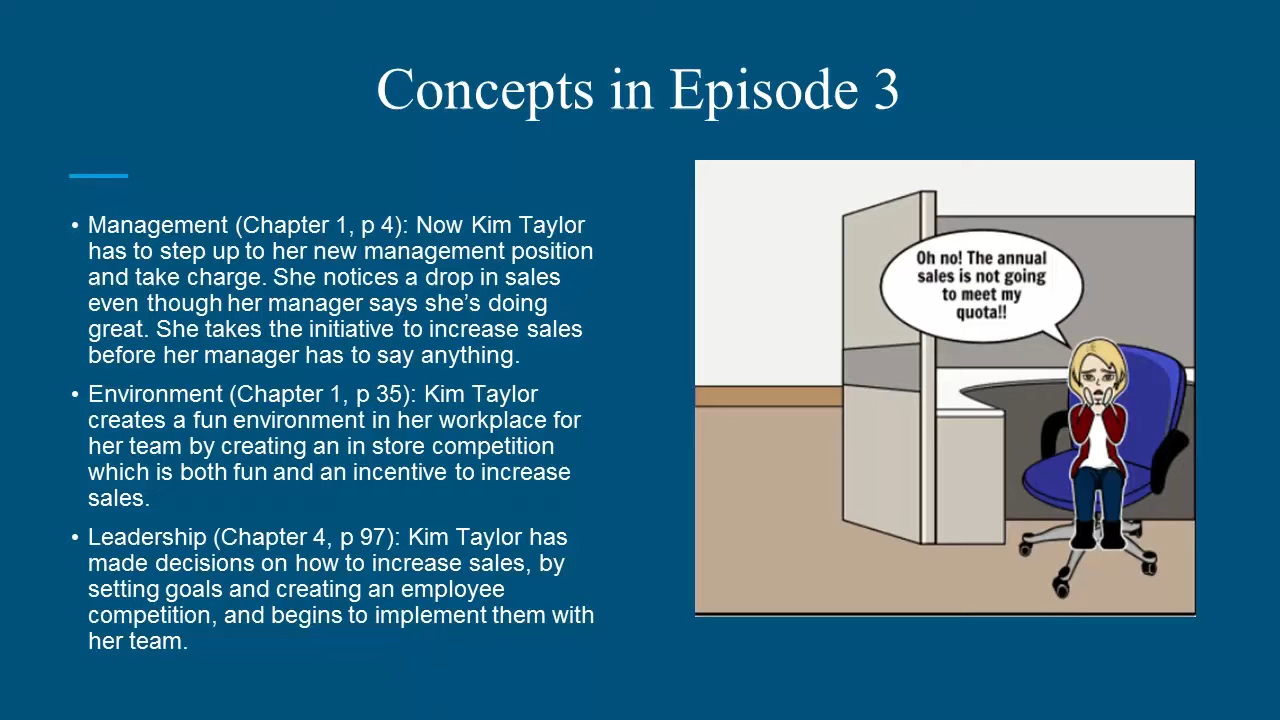 Concepts in Episode 3
• Management (Chapter 1, p 4): Now Kim Taylor
has to step up to her new management position
and take charge. She notices a drop in sales
even though her manager says she’s doing
great. She takes the initiative to increase sales
before her manager has to say anything.
• Environment (Chapter 1, p 35): Kim Taylor
creates a fun environment in her workplace for
her team by creating an in store competition
which is both fun and an incentive to increase
sales.
• Leadership (Chapter 4, p 97): Kim Taylor has
made decisions on how to increase sales, by
setting goals and creating an employee
competition, and begins to implement them with
her team.
Oh no! The annual
sales is not going
to meet my
quota!!